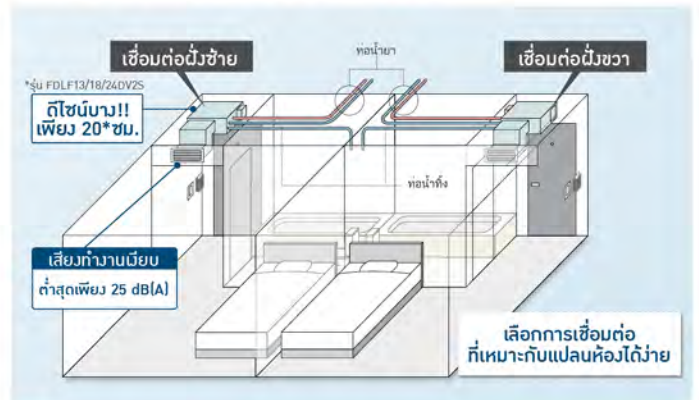 เชื่อมต่อฝั่งซ้าย
ท่อน้ำยา
เชื่อมต่อฝั่งขวา
*รุ่น FDLF13/18/24DV2S
ดีไซน์บาง!!
เพียง 20*ซม.
ท่อน้ำทิ้ง
เสียงทำงานเงียบ
ต่ำสุดเพียง 25 dB(A)
เลือกการเชื่อมต่อ
ที่เหมาะกับแปลนห้องได้ง่าย